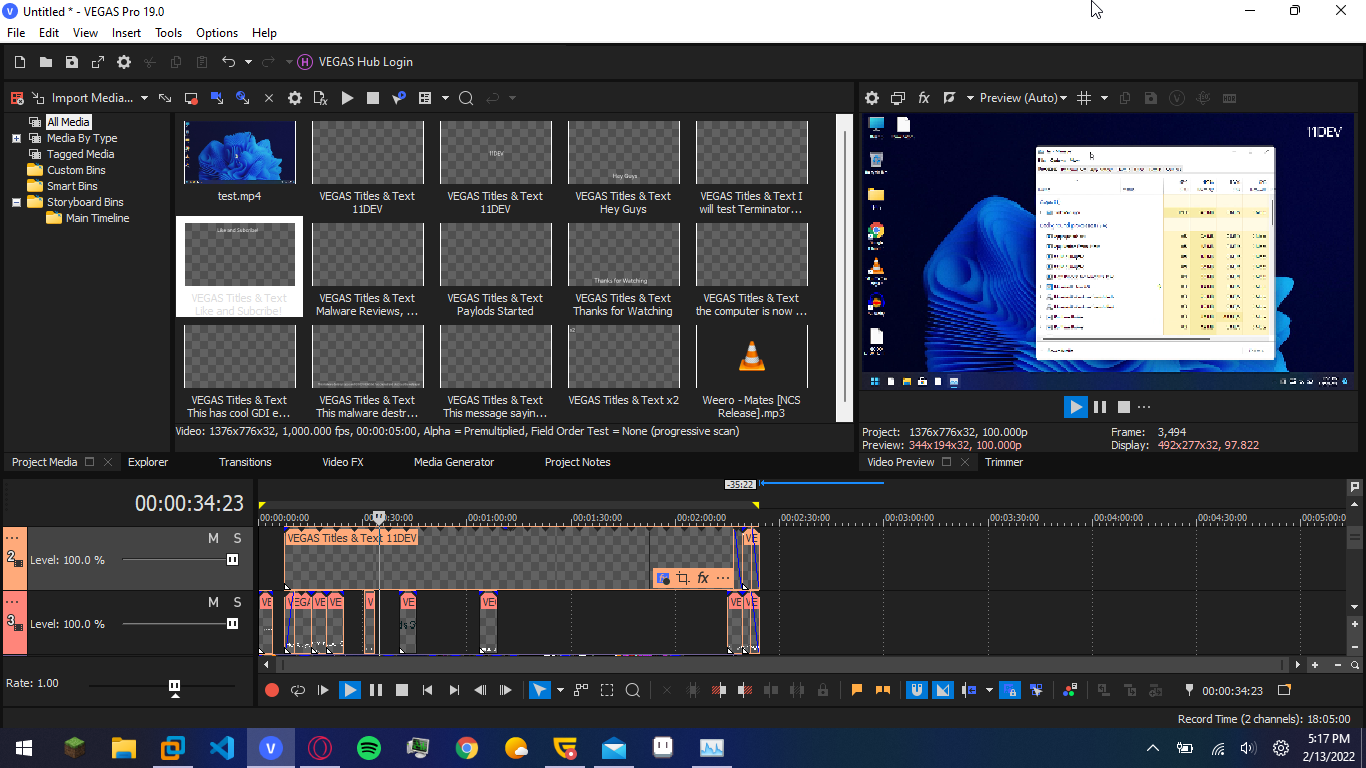 Untitled * - VEGAS Pro 19.0
File Edit View Insert Tools Options Help
VEGAS Hub Login
Import Media...
Preview (Auto)
All Media
Media By Type
Tagged Media
Custom Bins
Smart Bins
Storyboard Bins
Main Timeline
test.mp4
VEGAS Titles & Text
11DEV
11DEV
VEGAS Titles & Text
11DEV
Hey Guys
VEGAS Titles & Text
Hey Guys
VEGAS Titles & Text I
will test Terminator...
Like and Subcribe!
VEGAS Titles & Text
Like and Subcribe!
VEGAS Titles & Text
Malware Reviews, ...
VEGAS Titles & Text
Paylods Started
Thanks for Watching
VEGAS Titles & Text
Thanks for Watching
VEGAS Titles & Text
the computer is now ...
VEGAS Titles & Text
This has cool GDI e...
VEGAS Titles & Text
This malware destr...
VEGAS Titles & Text
This message sayin...
x2
VEGAS Titles & Text x2
Weero - Mates [NCS
Release].mp3
Video: 1376x776x32, 1,000.000 fps, 00:00:05:00, Alpha = Premultiplied, Field Order Test = None (progressive scan)
11DEV
Project: 1376x776x32, 100.000p
Frame: 3,494
Preview: 344x194x32, 100.000p
Display: 492x277x32, 97.822
Project Media Explorer Transitions Video FX Media Generator Project Notes
Video Preview Trimmer
-35:22
00:00:34:23
00:00:00:00 00:00:30:00 00:01:00:00 00:01:30:00 00:02:00:00 00:02:30:00 00:03:00:00 00:03:30:00 00:04:00:00 00:04:30:00 00:05:00:0
M S
VEGAS Titles & Text 11DEV
VE
2
Level: 100.0 %
M S
VE VEGA VE VE V VE VE VE VE
3
Level: 100.0 %
Rate: 1.00
00:00:34:23
Record Time (2 channels): 18:05:00
5:17 PM
2/13/2022